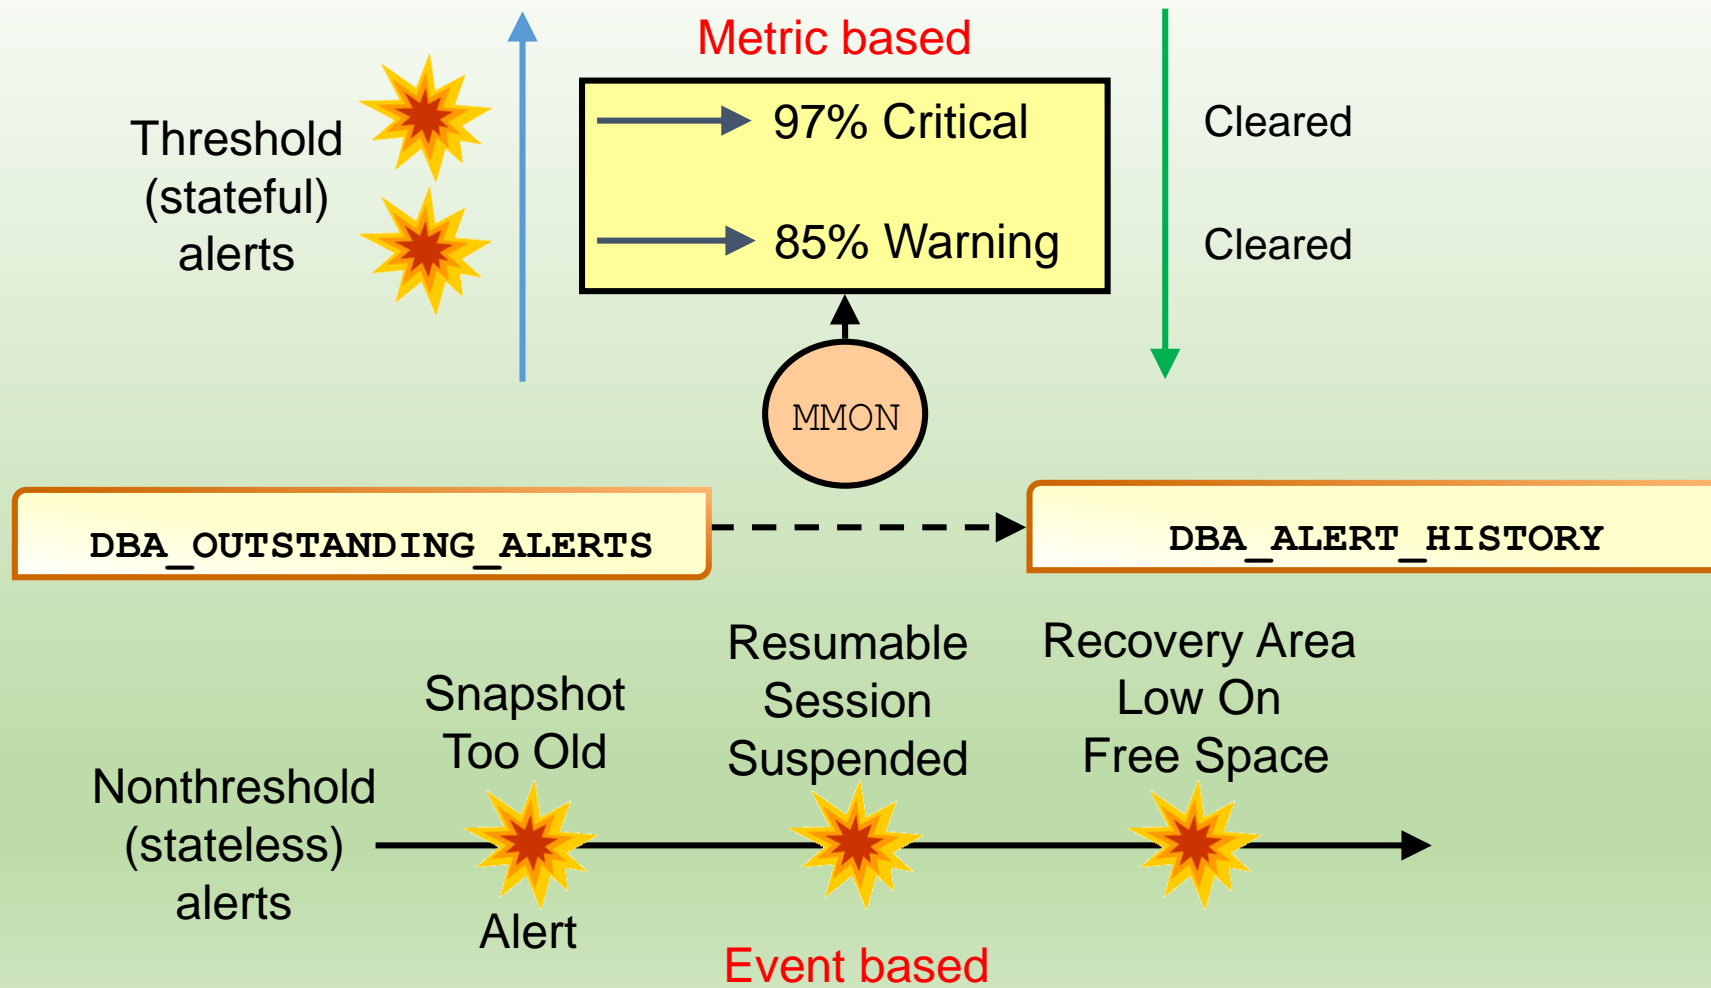 Metric based
Threshold
(stateful)
alerts
97% Critical
85% Warning
Cleared
Cleared
MMON
DBA_OUTSTANDING_ALERTS
DBA_ALERT_HISTORY
Snapshot
Too Old
Resumable
Session
Suspended
Recovery Area
Low On
Free Space
Nonthreshold
(stateless)
alerts
Alert
Event based